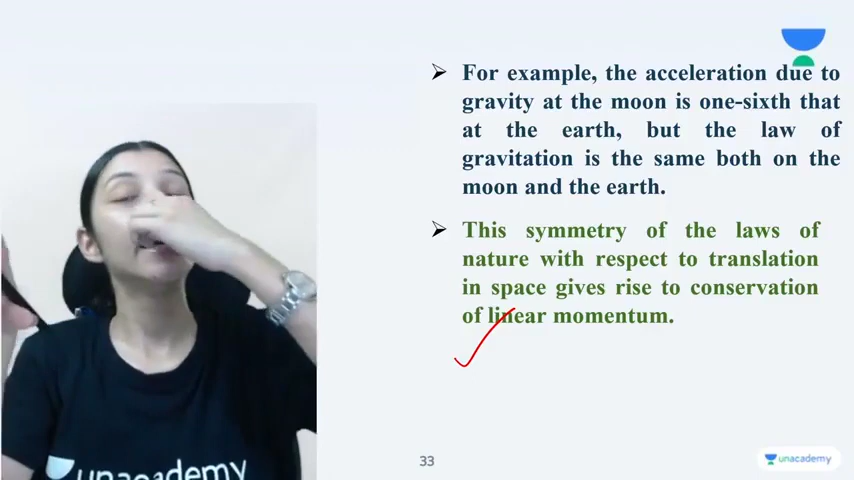 For example, the acceleration due to
gravity at the moon is one-sixth that
at the earth, but the law of
gravitation is the same both on the
moon and the earth.
This symmetry of the laws of
nature with respect to translation
in space gives rise to conservation
of linear momentum.
unacademy
33
unacademy